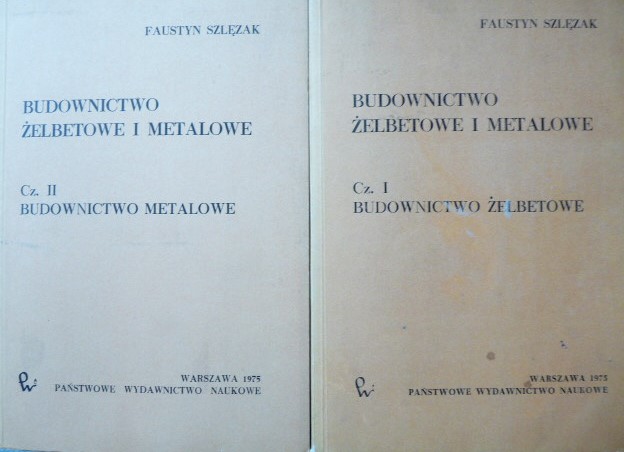 FAUSTYN SZLĘZAK
BUDOWNICTWO
ŻELBETOWE I METALOWE
Cz. II
BUDOWNICTWO METALOWE
WARSZAWA 1975
PAŃSTWOWE WYDAWNICTWO NAUKOWE
FAUSTYN SZLĘZAK
BUDOWNICTWO
ŻELBETOWE I METALOWE
Cz. I
BUDOWNICTWO ŻELBETOWE
WARSZAWA 1975
PAŃSTWOWE WYDAWNICTWO NAUKOWE